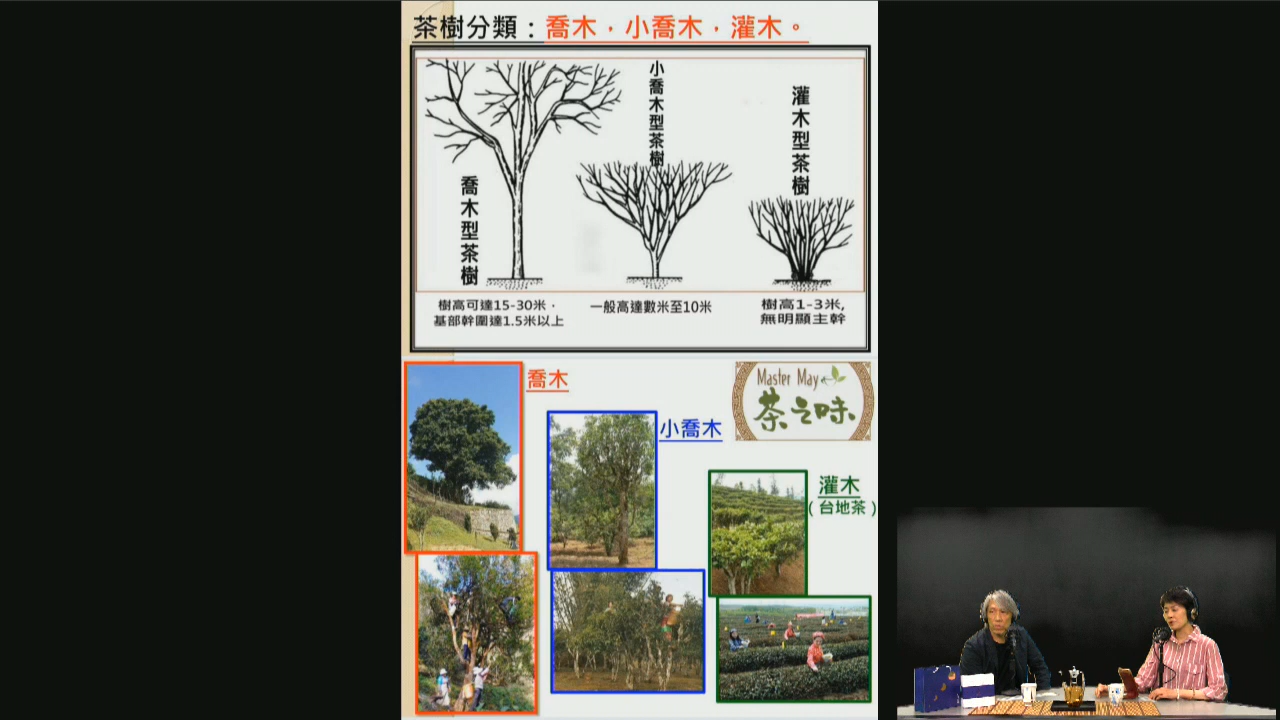 茶樹分類：喬木，小喬木，灌木。
喬木型茶樹
小喬木型茶樹
灌木型茶樹
樹高可達15-30米，
基部幹圍達1.5米以上
一般高達數米至10米
樹高1-3米,
無明顯主幹
喬木
Master May
茶之味
小喬木
灌木
(台地茶)